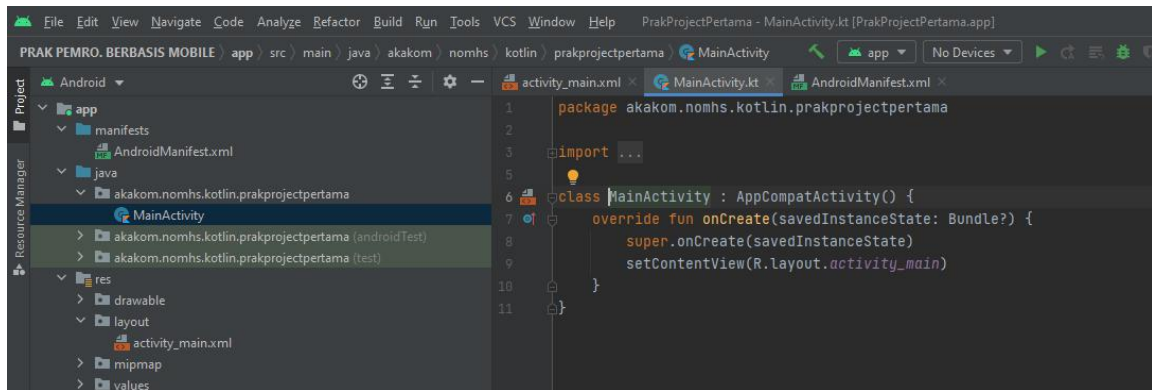 File Edit View Navigate Code Analyze Refactor Build Run Tools VCS Window Help PrakProjectPertama - MainActivity.kt [PrakProjectPertama.app]
PRAK PEMRO. BERBASIS MOBILE app src main java akakom nomhs kotlin prakprojectpertama MainActivity app No Devices
Project
Resource Manager
Android
app
manifests
AndroidManifest.xml
java
akakom.nomhs.kotlin.prakprojectpertama
MainActivity
akakom.nomhs.kotlin.prakprojectpertama (androidTest)
akakom.nomhs.kotlin.prakprojectpertama (test)
res
drawable
layout
activity_main.xml
mipmap
values
activity_main.xml MainActivity.kt AndroidManifest.xml
1 package akakom.nomhs.kotlin.prakprojectpertama
2
3 import ...
5
6 class MainActivity : AppCompatActivity() {
7 override fun onCreate(savedInstanceState: Bundle?) {
8 super.onCreate(savedInstanceState)
9 setContentView(R.layout.activity_main)
10 }
11 }